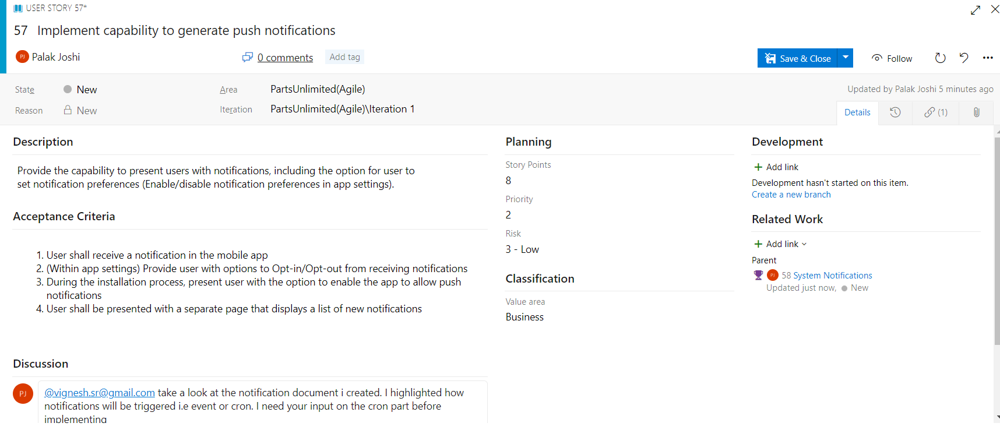 USER STORY 57*
57 Implement capability to generate push notifications
PJ Palak Joshi 0 comments Add tag Save & Close Follow
State New Area PartsUnlimited(Agile) Updated by Palak Joshi 5 minutes ago
Reason New Iteration PartsUnlimited(Agile)\Iteration 1
Details (1)
Description
Provide the capability to present users with notifications, including the option for user to
set notification preferences (Enable/disable notification preferences in app settings).
Acceptance Criteria
1. User shall receive a notification in the mobile app
2. (Within app settings) Provide user with options to Opt-in/Opt-out from receiving notifications
3. During the installation process, present user with the option to enable the app to allow push
notifications
4. User shall be presented with a separate page that displays a list of new notifications
Discussion
PJ @vignesh.sr@gmail.com take a look at the notification document i created. I highlighted how
notifications will be triggered i.e event or cron. I need your input on the cron part before
implementing
Planning
Story Points
8
Priority
2
Risk
3 - Low
Classification
Value area
Business
Development
Add link
Development hasn't started on this item.
Create a new branch
Related Work
Add link
Parent
PJ 58 System Notifications
Updated just now, New